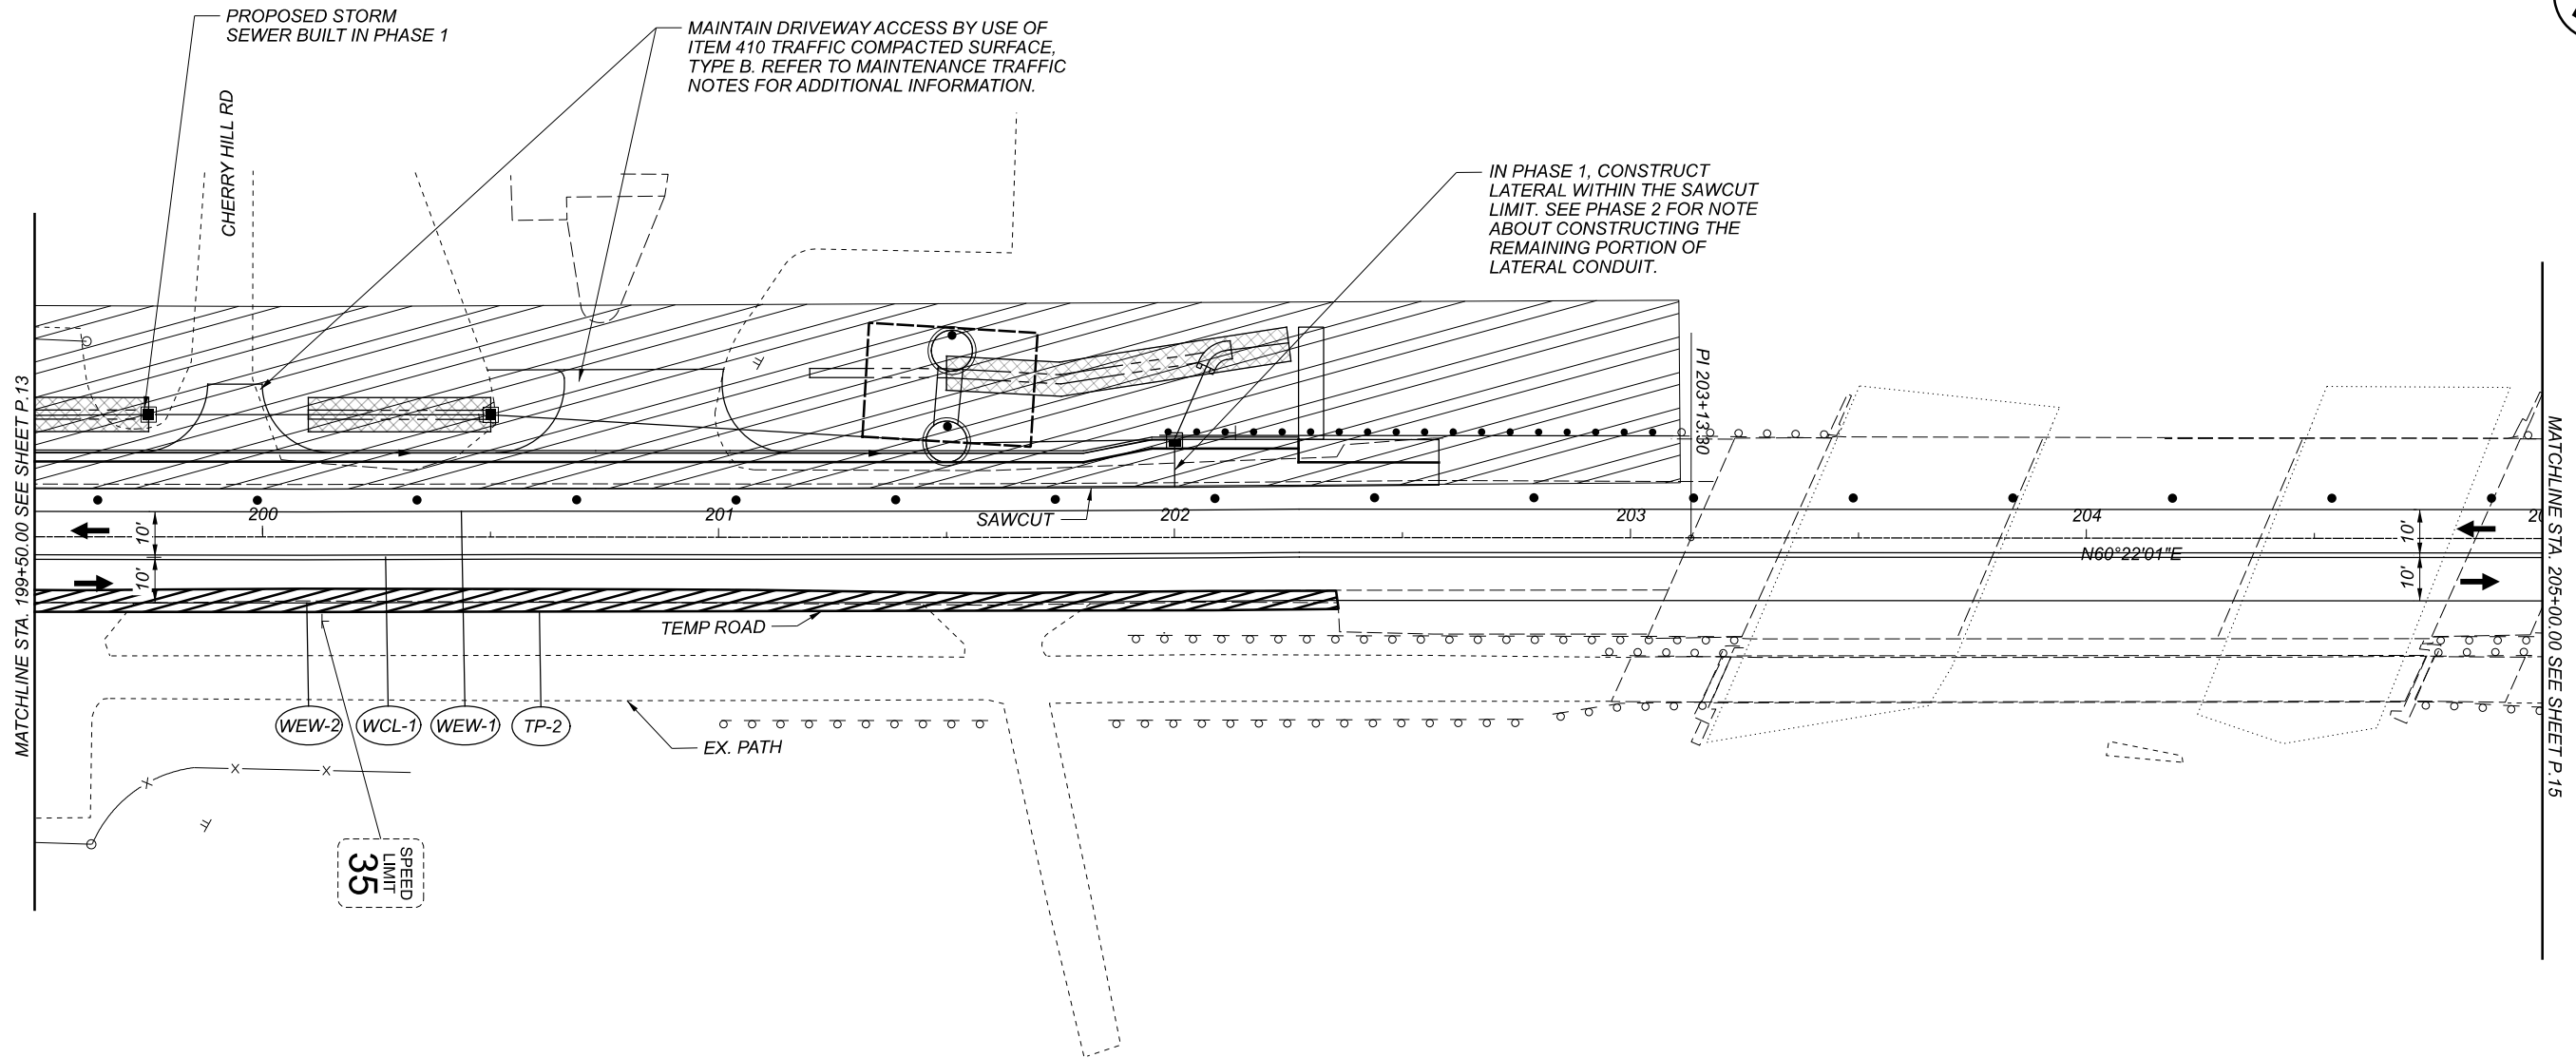 PROPOSED STORM
SEWER BUILT IN PHASE 1
MAINTAIN DRIVEWAY ACCESS BY USE OF
ITEM 410 TRAFFIC COMPACTED SURFACE,
TYPE B. REFER TO MAINTENANCE TRAFFIC
NOTES FOR ADDITIONAL INFORMATION.
CHERRY HILL RD
IN PHASE 1, CONSTRUCT
LATERAL WITHIN THE SAWCUT
LIMIT. SEE PHASE 2 FOR NOTE
ABOUT CONSTRUCTING THE
REMAINING PORTION OF
LATERAL CONDUIT.
MATCHLINE STA. 199+50.00 SEE SHEET P.13
PI 203+13.30
MATCHLINE STA. 205+00.00 SEE SHEET P.15
200
201
SAWCUT
202
203
204
20
10'
10'
10'
10'
N60°22'01"E
TEMP ROAD
WEW-2
WCL-1
WEW-1
TP-2
EX. PATH
SPEED
LIMIT
35